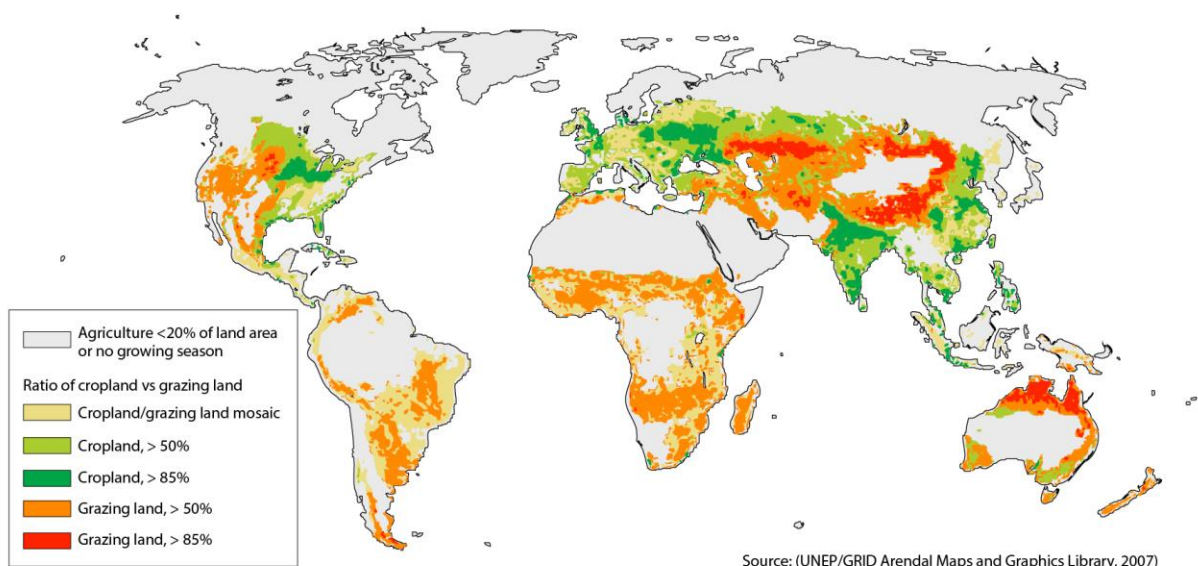 Agriculture <20% of land area
or no growing season
Ratio of cropland vs grazing land
Cropland/grazing land mosaic
Cropland, > 50%
Cropland, > 85%
Grazing land, > 50%
Grazing land, > 85%
Source: (UNEP/GRID Arendal Maps and Graphics Library, 2007)